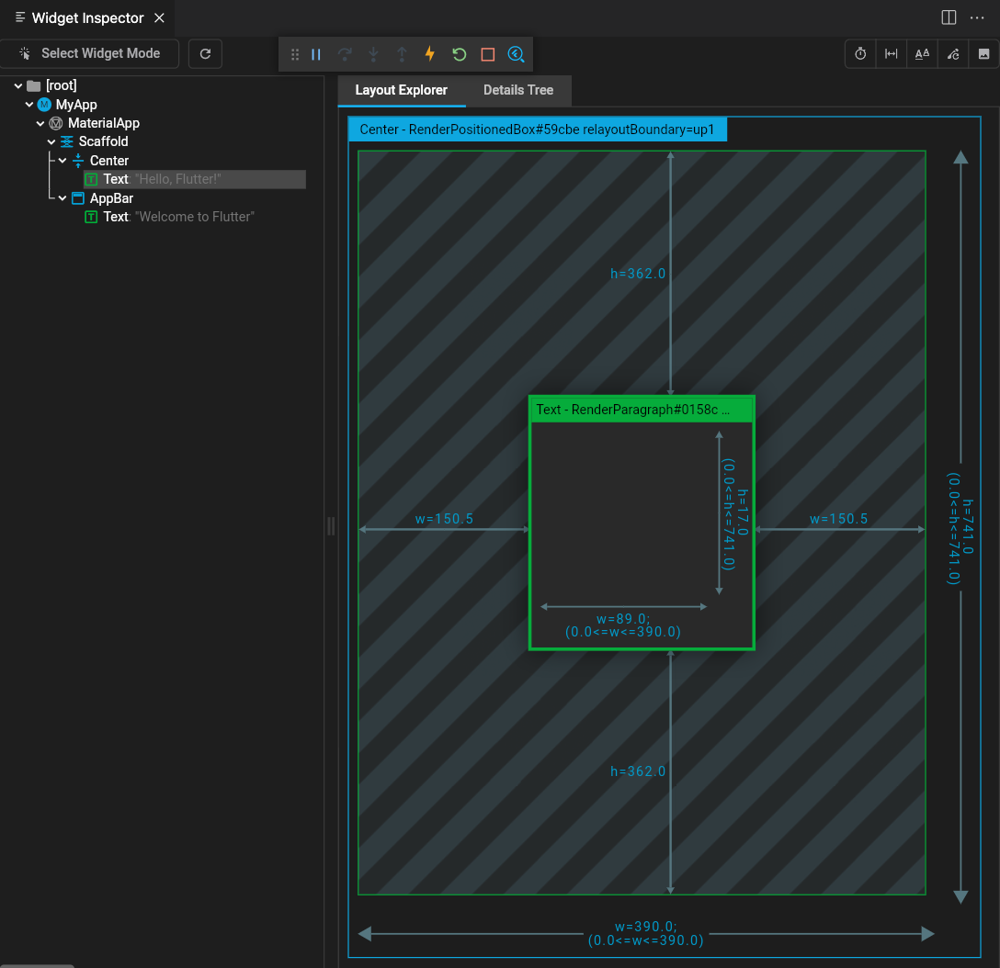 Widget Inspector
Select Widget Mode
AA
[root]
MyApp
MaterialApp
Scaffold
Center
Text: "Hello, Flutter!"
AppBar
Text: "Welcome to Flutter"
Layout Explorer
Details Tree
Center - RenderPositionedBox#59cbe relayoutBoundary=up1
h=362.0
Text - RenderParagraph#0158c ...
h=17.0
(0.0<=h<=741.0)
w=150.5
w=150.5
h=741.0
(0.0<=h<=741.0)
w=89.0;
(0.0<=w<=390.0)
h=362.0
w=390.0;
(0.0<=w<=390.0)